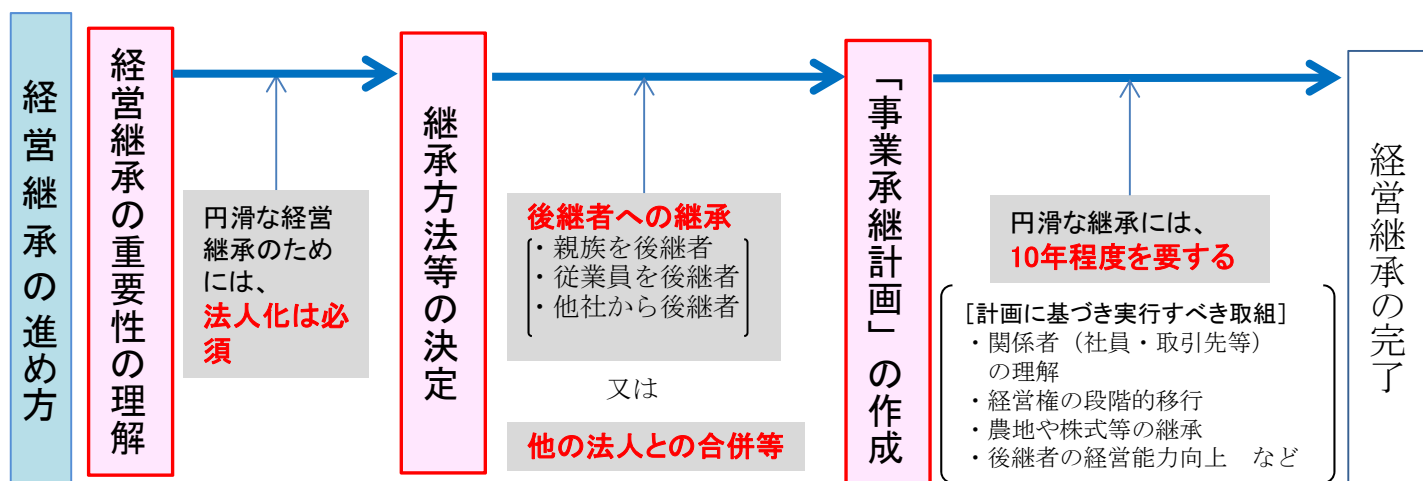 経営継承の進め方
経営継承の重要性の理解
円滑な経営
継承のため
には、
法人化は必
須
継承方法等の決定
後継者への継承
・親族を後継者
・従業員を後継者
・他社から後継者
又は
他の法人との合併等
「事業承継計画」の作成
円滑な継承には、
10年程度を要する
[計画に基づき実行すべき取組]
・関係者（社員・取引先等）
の理解
・経営権の段階的移行
・農地や株式等の継承
・後継者の経営能力向上　など
経営継承の完了